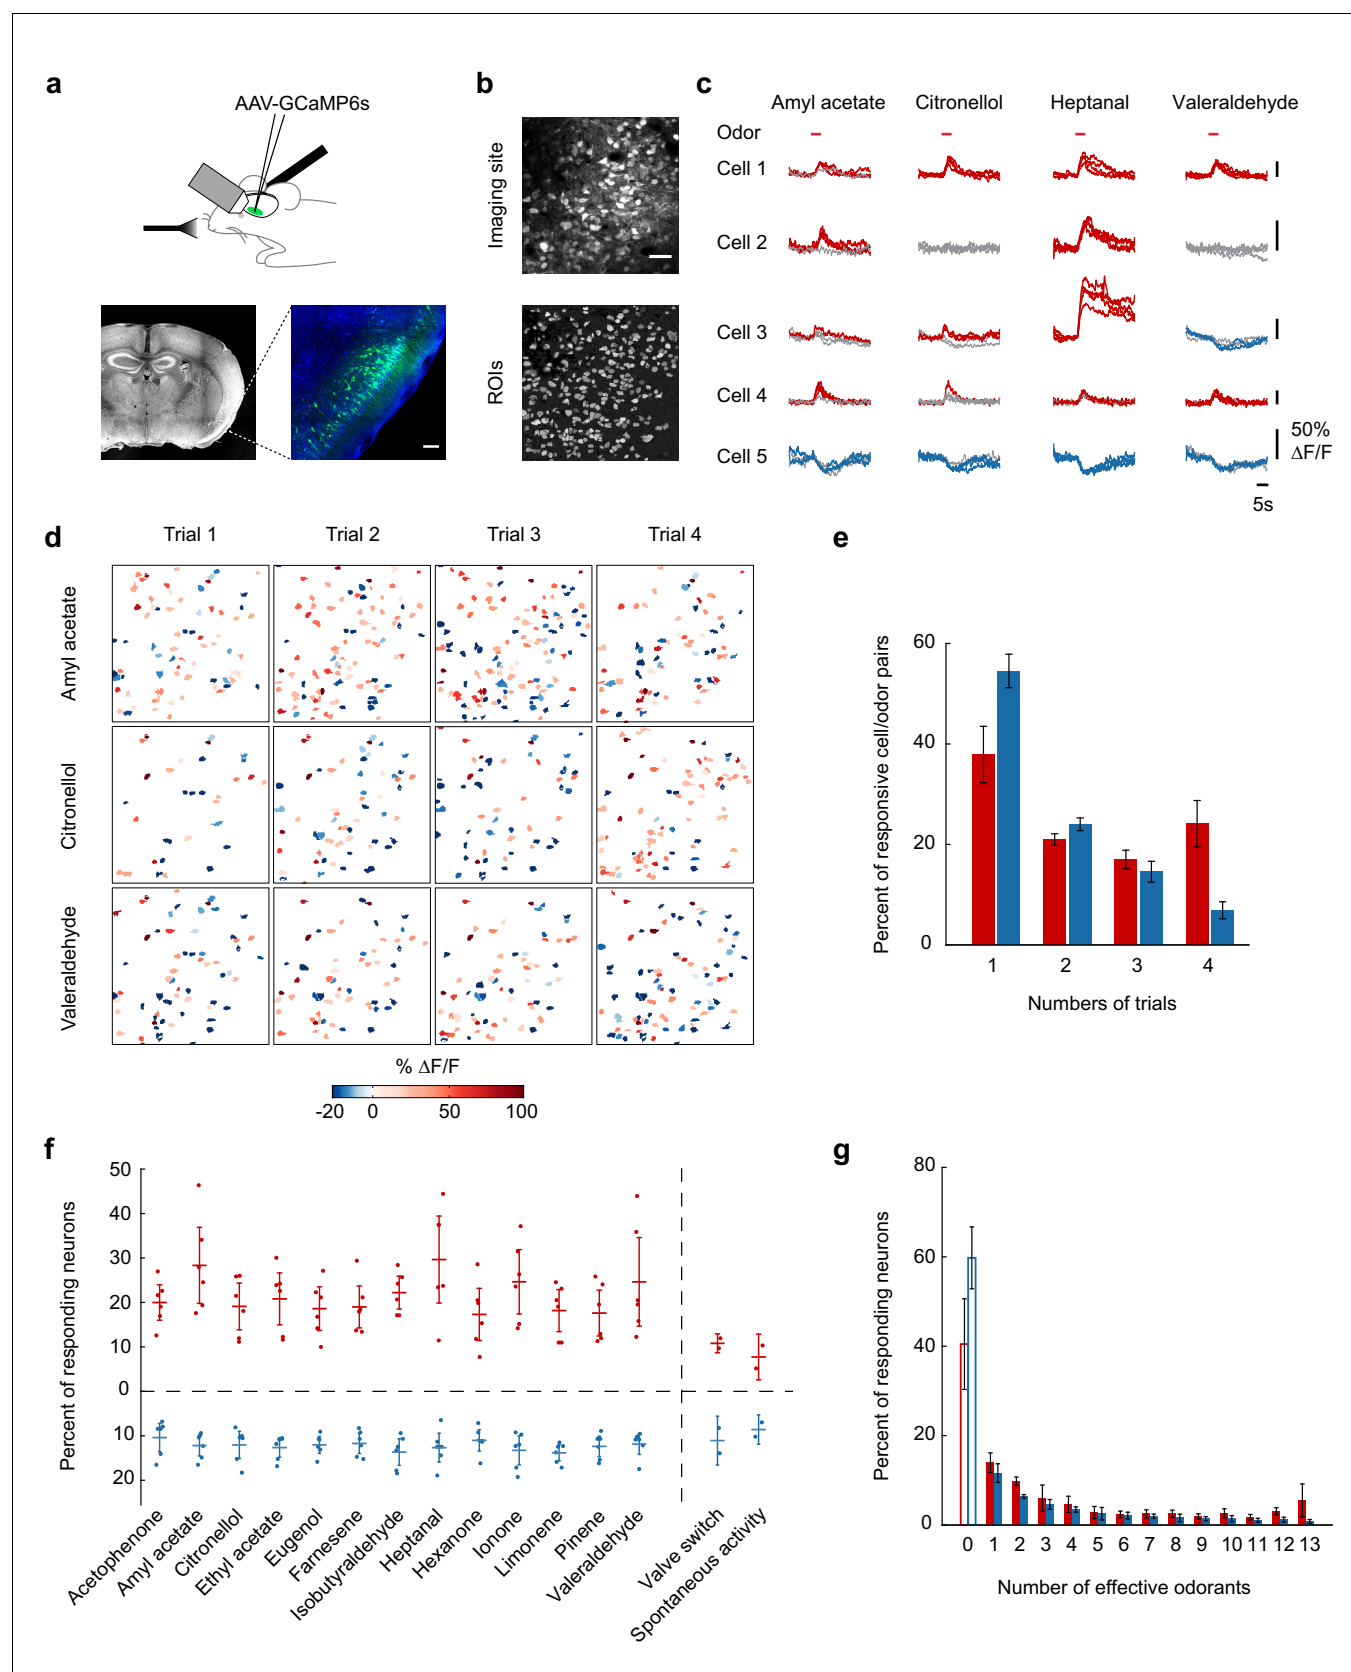 a
AAV-GCaMP6s
b
Imaging site
ROIs
c
Amyl acetate Citronellol Heptanal Valeraldehyde
Odor
Cell 1
Cell 2
Cell 3
Cell 4
Cell 5
50%
ΔF/F
5s
d
Trial 1 Trial 2 Trial 3 Trial 4
Amyl acetate
Citronellol
Valeraldehyde
% ΔF/F
-20 0 50 100
e
Percent of responsive cell/odor pairs
60
40
20
0
1 2 3 4
Numbers of trials
f
Percent of responding neurons
50
40
30
20
10
0
10
20
Acetophenone
Amyl acetate
Citronellol
Ethyl acetate
Eugenol
Farnesene
Isobutyraldehyde
Heptanal
Hexanone
Ionone
Limonene
Pinene
Valeraldehyde
Valve switch
Spontaneous activity
g
Percent of responding neurons
80
60
40
20
0
0 1 2 3 4 5 6 7 8 9 10 11 12 13
Number of effective odorants